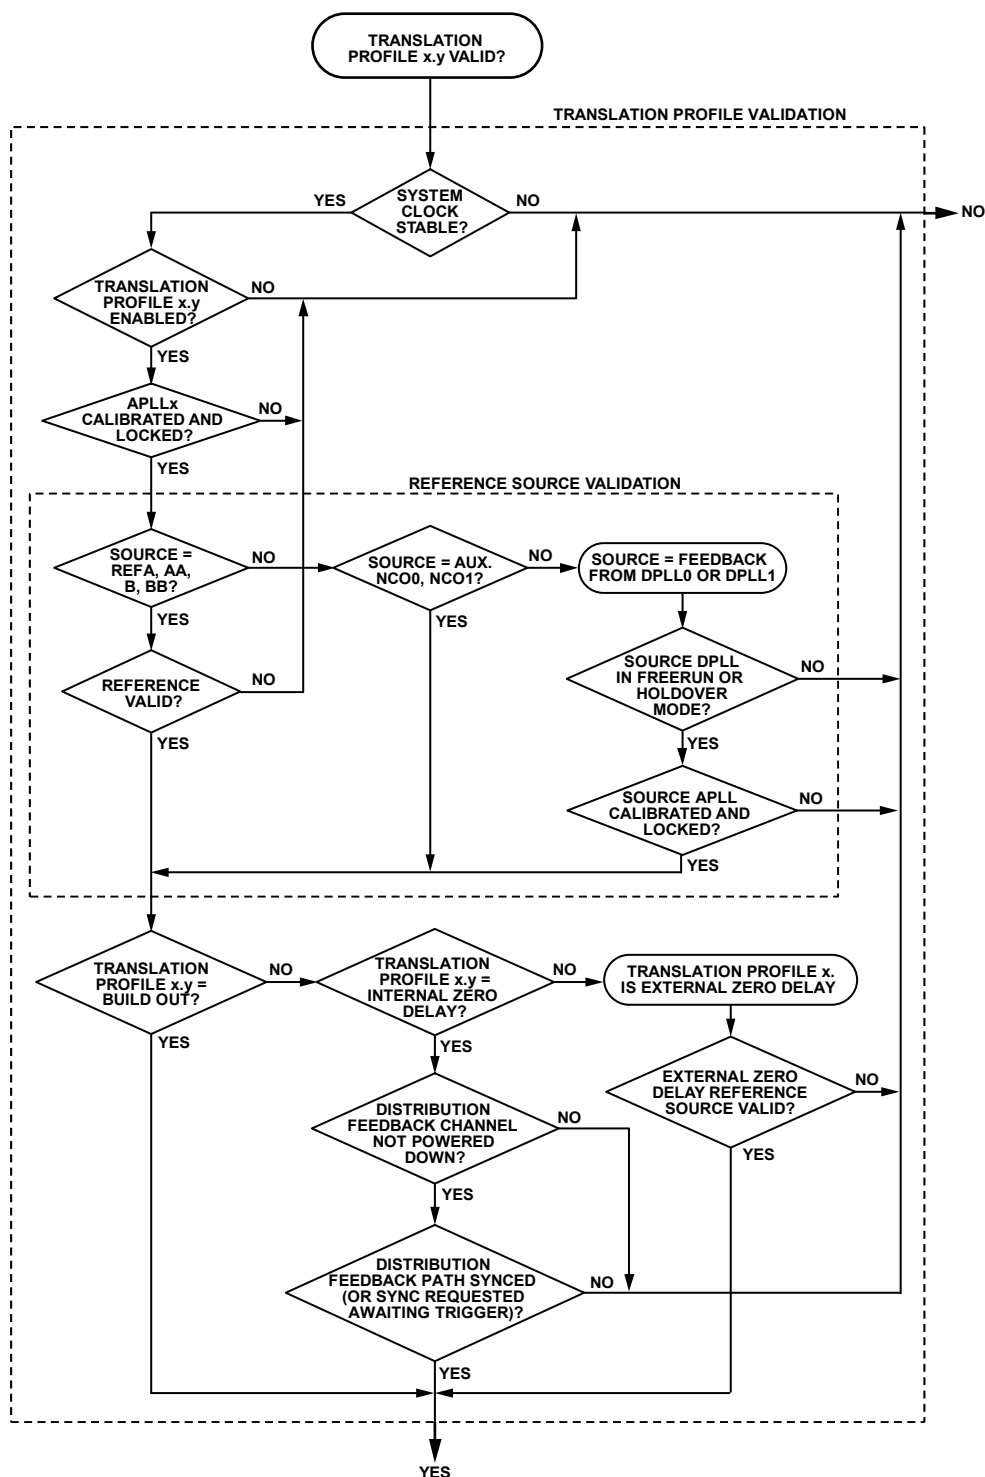 TRANSLATION
PROFILE x.y VALID?
TRANSLATION PROFILE VALIDATION
YES
SYSTEM
CLOCK
STABLE?
NO
NO
TRANSLATION
PROFILE x.y
ENABLED?
NO
YES
APLLx
CALIBRATED AND
LOCKED?
NO
YES
REFERENCE SOURCE VALIDATION
SOURCE =
REFA, AA,
B, BB?
NO
SOURCE = AUX.
NCO0, NCO1?
NO
SOURCE = FEEDBACK
FROM DPLL0 OR DPLL1
YES
YES
REFERENCE
VALID?
NO
SOURCE DPLL
IN FREERUN OR
HOLDOVER
MODE?
NO
YES
YES
SOURCE APLL
CALIBRATED AND
LOCKED?
NO
YES
TRANSLATION
PROFILE x.y =
BUILD OUT?
NO
TRANSLATION
PROFILE x.y =
INTERNAL ZERO
DELAY?
NO
TRANSLATION PROFILE x.
IS EXTERNAL ZERO DELAY
YES
YES
EXTERNAL ZERO
DELAY REFERENCE
SOURCE VALID?
NO
DISTRIBUTION
FEEDBACK CHANNEL
NOT POWERED
DOWN?
NO
YES
YES
DISTRIBUTION
FEEDBACK PATH SYNCED
(OR SYNC REQUESTED
AWAITING TRIGGER)?
NO
YES
YES